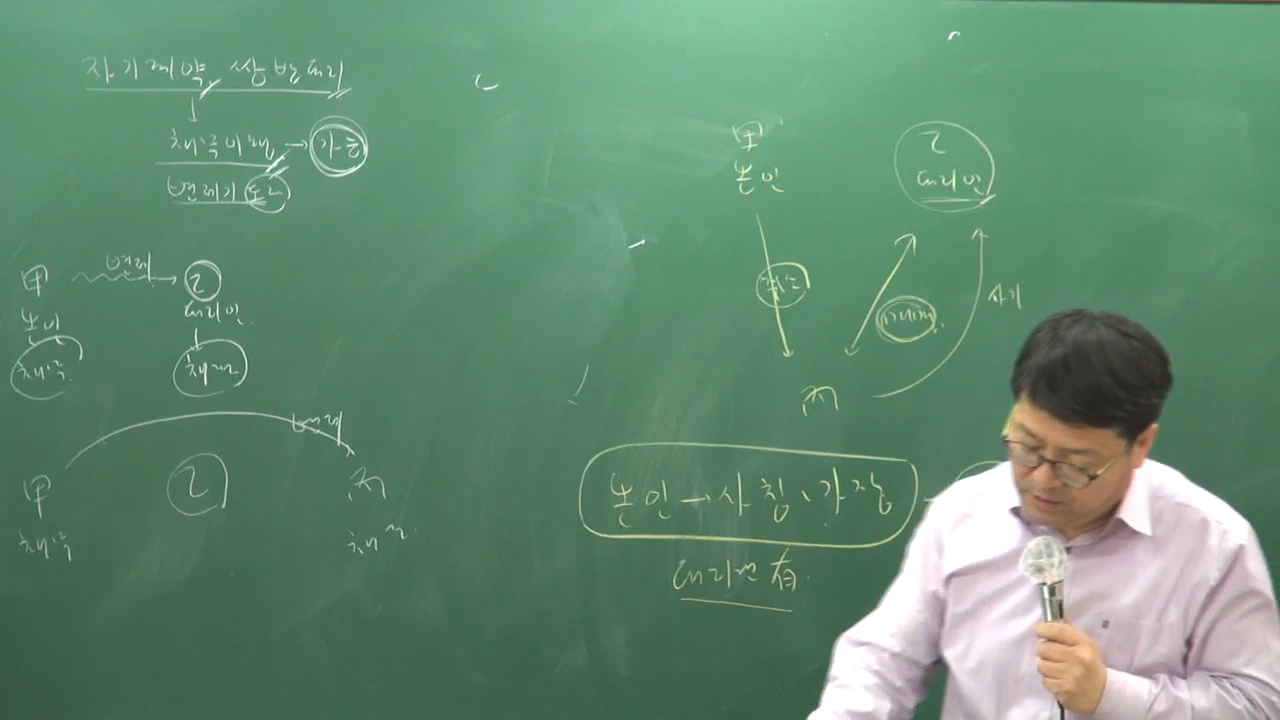 자기계약, 쌍방대리
↓
채무이행 → 가능
변제기 도래
甲 변제 → 乙
본인 대리인
채무 채권
변제
甲 乙 丙
채무 채권
甲 乙
본인 대리인
사기
丙
본인 → 사칭, 가장
대리권 有